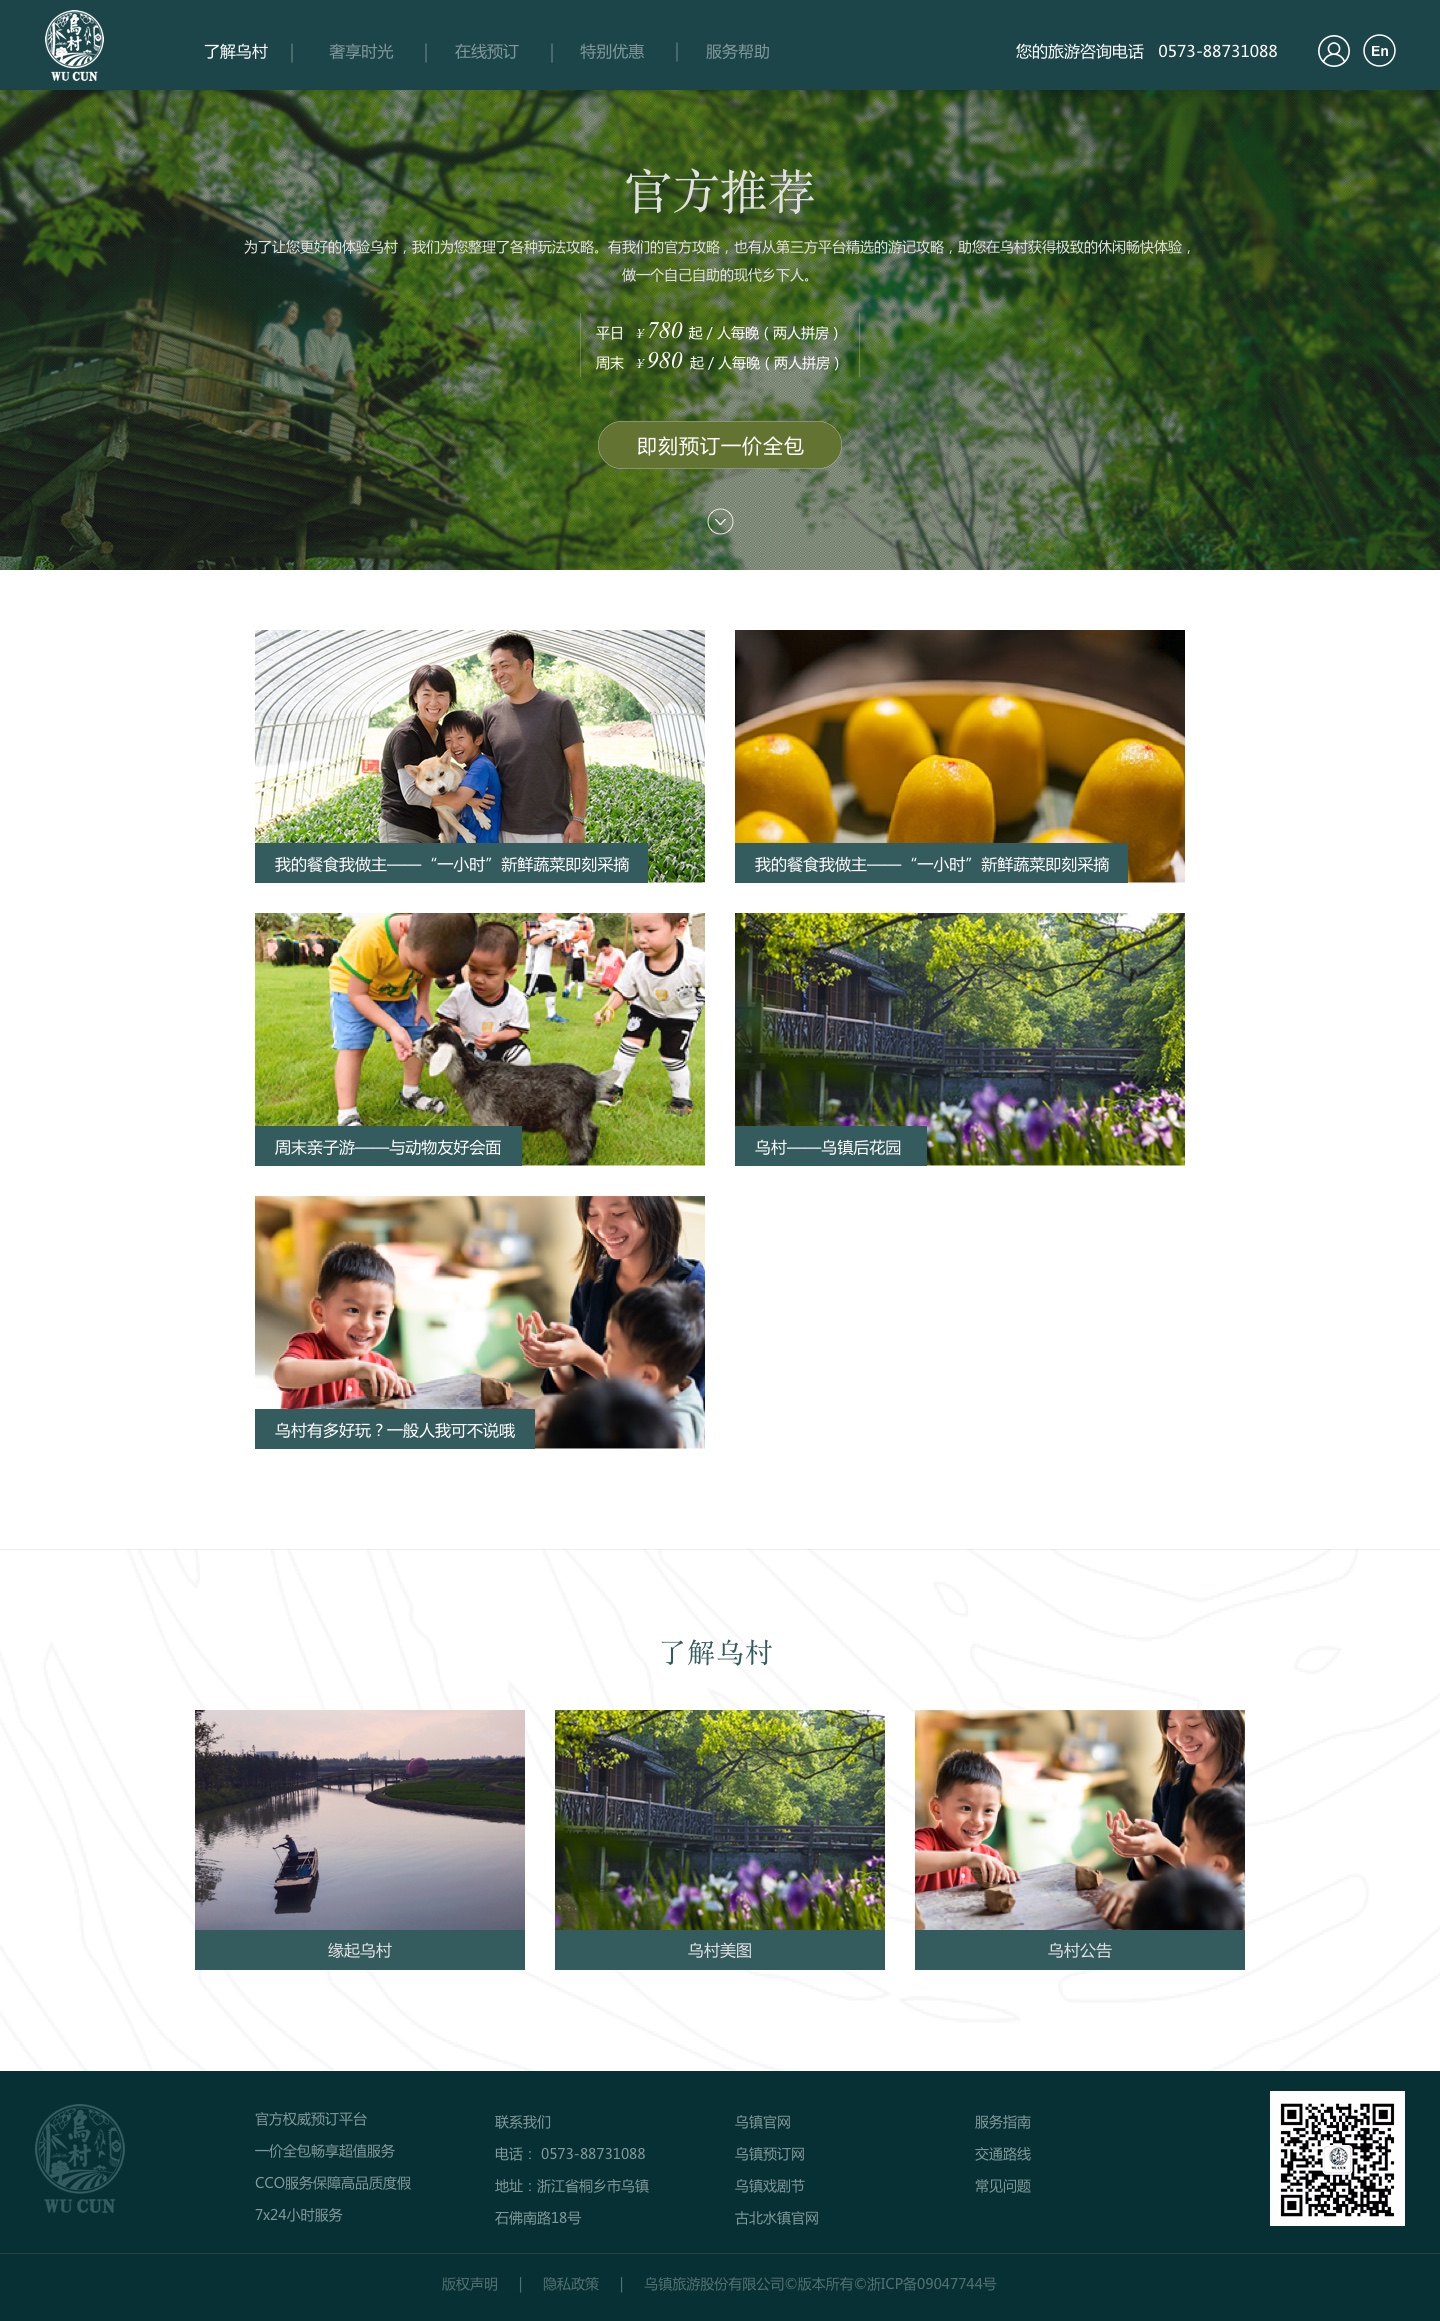 乌村
WU CUN
了解乌村 | 奢享时光 | 在线预订 | 特别优惠 | 服务帮助
您的旅游咨询电话 0573-88731088
En
官方推荐
为了让您更好的体验乌村，我们为您整理了各种玩法攻略。有我们的官方攻略，也有从第三方平台精选的游记攻略，助您在乌村获得极致的休闲畅快体验，
做一个自己自助的现代乡下人。
平日 ¥ 780 起 / 人每晚（两人拼房）
周末 ¥ 980 起 / 人每晚（两人拼房）
即刻预订一价全包
我的餐食我做主——“一小时”新鲜蔬菜即刻采摘
我的餐食我做主——“一小时”新鲜蔬菜即刻采摘
周末亲子游——与动物友好会面
乌村——乌镇后花园
乌村有多好玩？一般人我可不说哦
了解乌村
缘起乌村
乌村美图
乌村公告
乌村
WU CUN
官方权威预订平台
一价全包畅享超值服务
CCO服务保障高品质度假
7x24小时服务
联系我们
电话： 0573-88731088
地址：浙江省桐乡市乌镇
石佛南路18号
乌镇官网
乌镇预订网
乌镇戏剧节
古北水镇官网
服务指南
交通路线
常见问题
WU CUN
版权声明 | 隐私政策 | 乌镇旅游股份有限公司©版本所有©浙ICP备09047744号